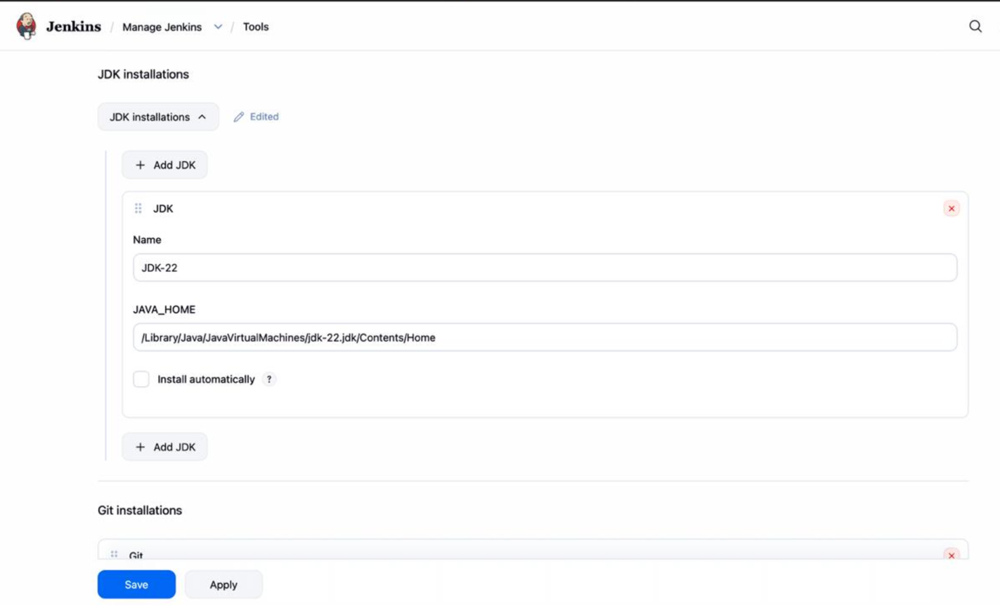 Jenkins / Manage Jenkins / Tools
JDK installations
JDK installations Edited
+ Add JDK
JDK
Name
JDK-22
JAVA_HOME
/Library/Java/JavaVirtualMachines/jdk-22.jdk/Contents/Home
Install automatically ?
+ Add JDK
Git installations
Git
Save Apply